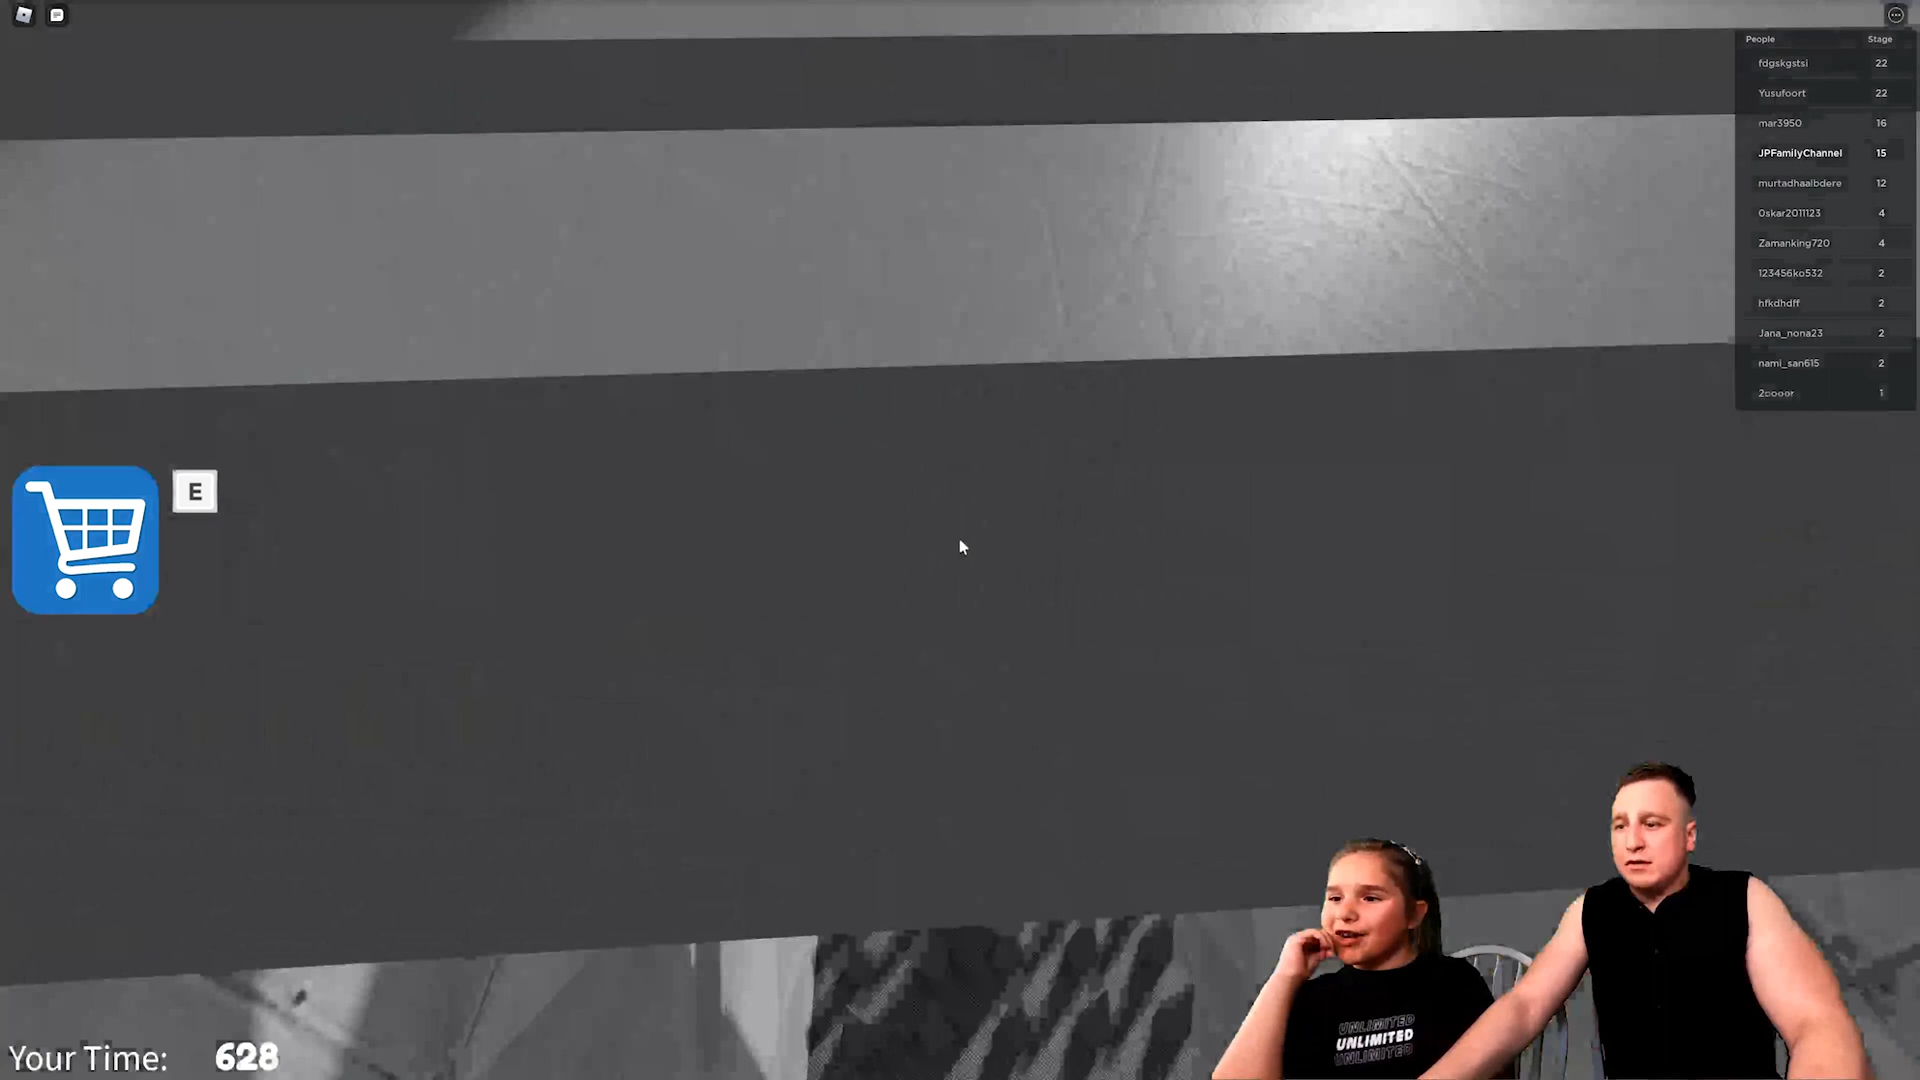 People Stage
fdgskgstsi 22
Yusufoort 22
mar3950 16
JPFamilyChannel 15
murtadhaalbdere 12
0skar2011123 4
Zamanking720 4
123456ko532 2
hfkdhdff 2
Jana_nona23 2
nami_san615 2
2oooor 1
E
UNLIMITED
UNLIMITED
UNLIMITED
Your Time: 628